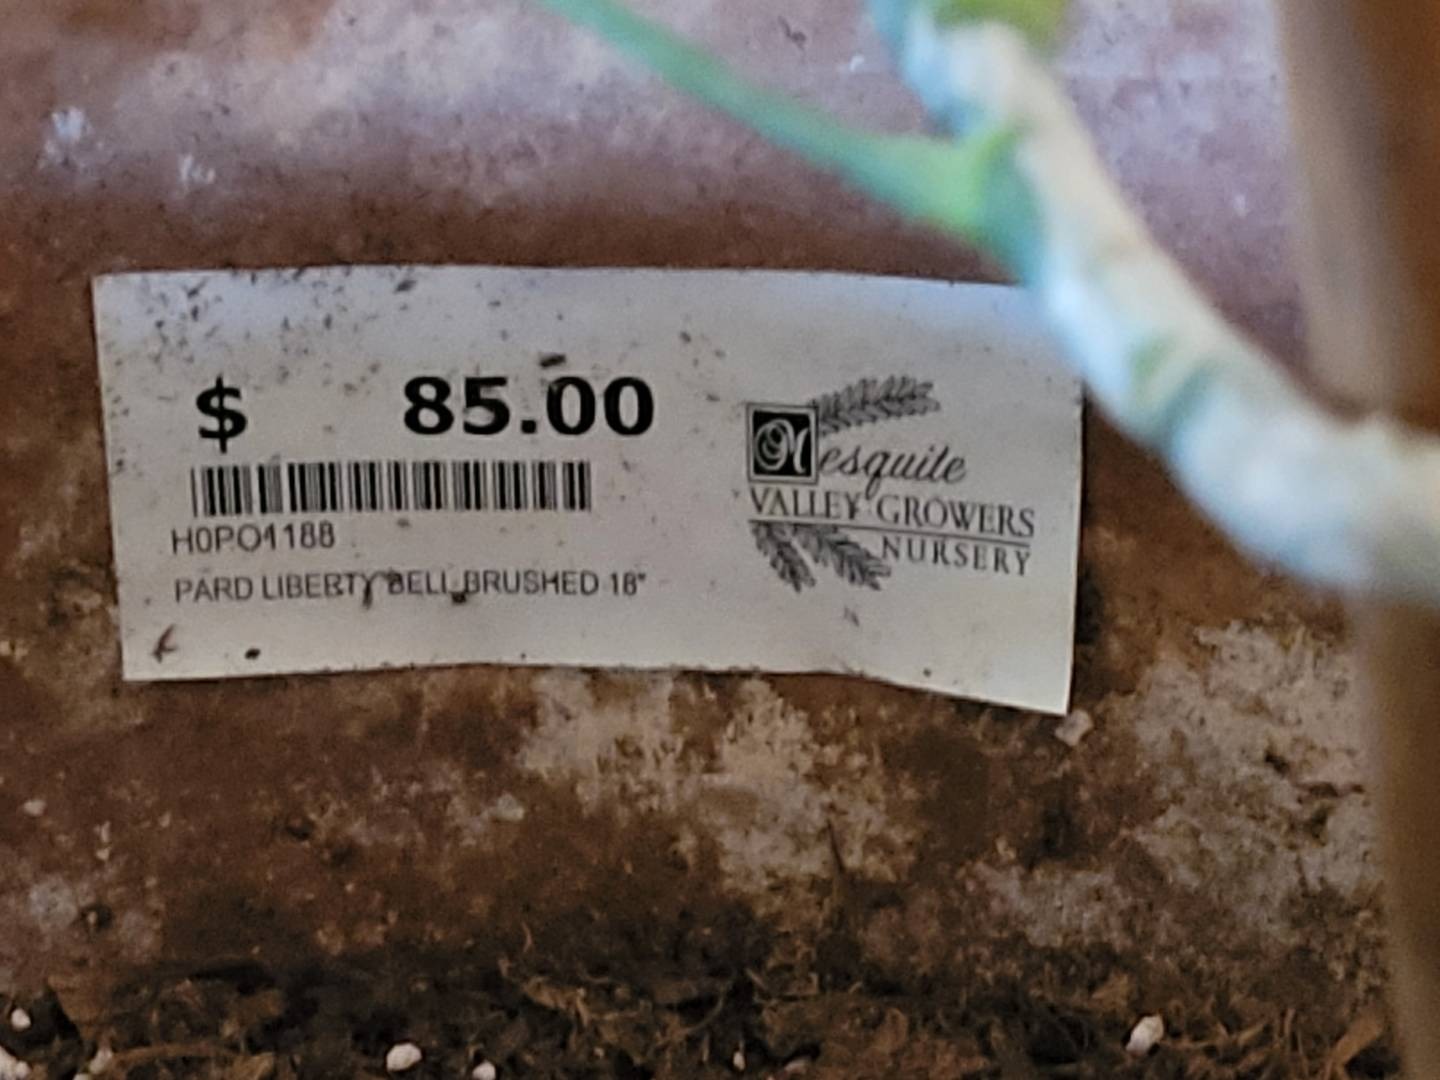 $ 85.00
H0PO1188
PARD LIBERTY BELL BRUSHED 18"
Mesquite
VALLEY GROWERS
NURSERY